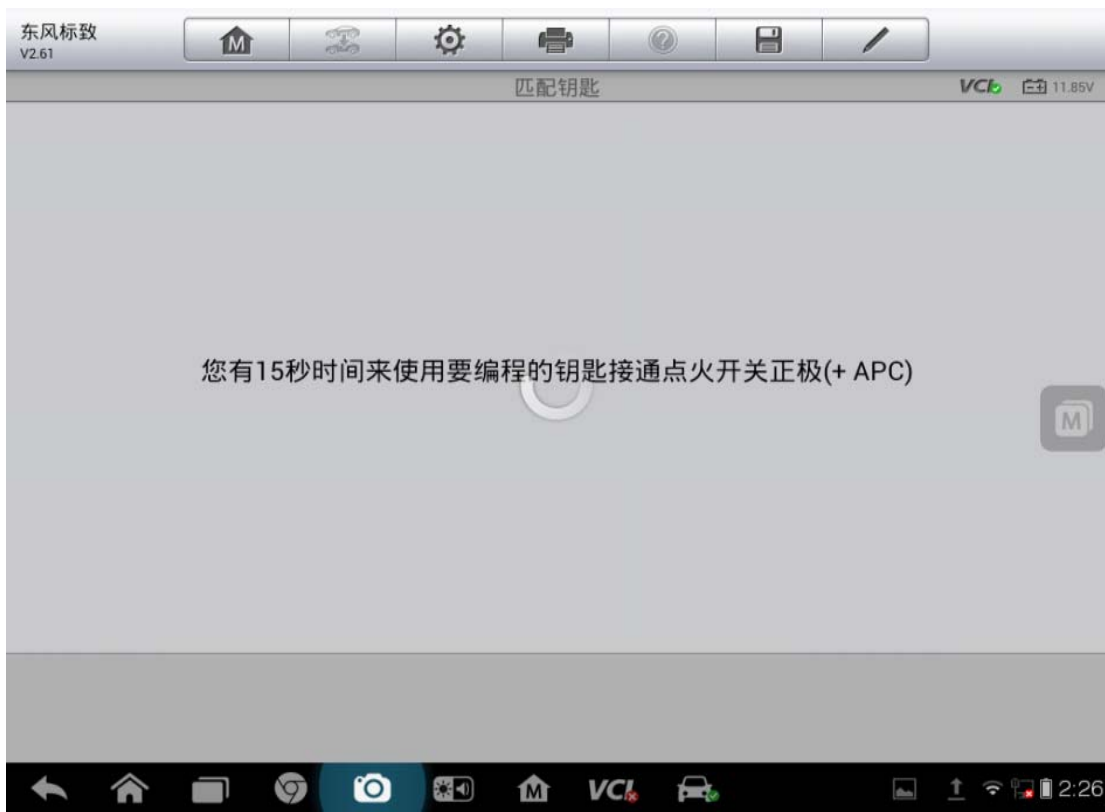 东风标致
V2.61
M
匹配钥匙
VCI
11.85V
您有15秒时间来使用要编程的钥匙接通点火开关正极(+ APC)
M
M
VCI
2:26